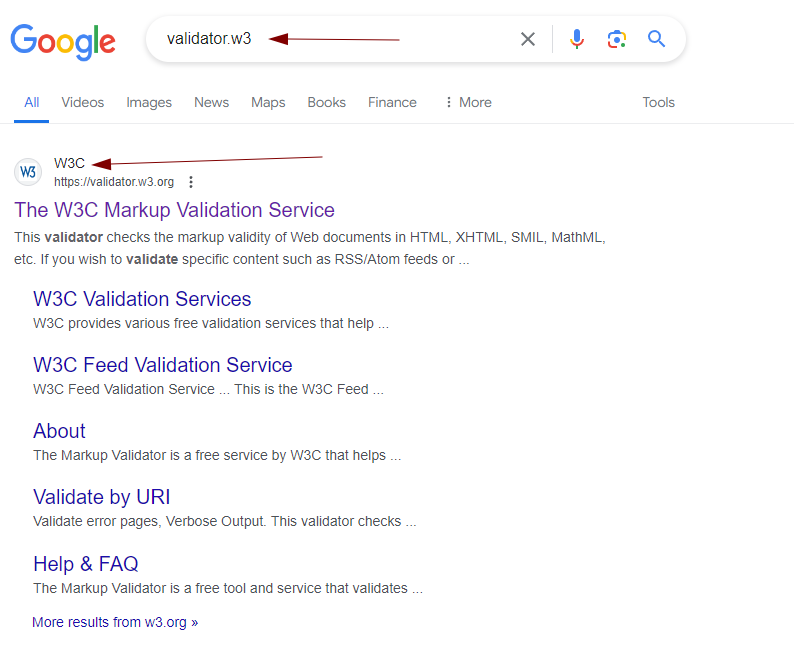 Google
validator.w3
All Videos Images News Maps Books Finance More Tools
W3
W3C
https://validator.w3.org
The W3C Markup Validation Service
This validator checks the markup validity of Web documents in HTML, XHTML, SMIL, MathML,
etc. If you wish to validate specific content such as RSS/Atom feeds or ...
W3C Validation Services
W3C provides various free validation services that help ...
W3C Feed Validation Service
W3C Feed Validation Service ... This is the W3C Feed ...
About
The Markup Validator is a free service by W3C that helps ...
Validate by URI
Validate error pages, Verbose Output. This validator checks ...
Help & FAQ
The Markup Validator is a free tool and service that validates ...
More results from w3.org »